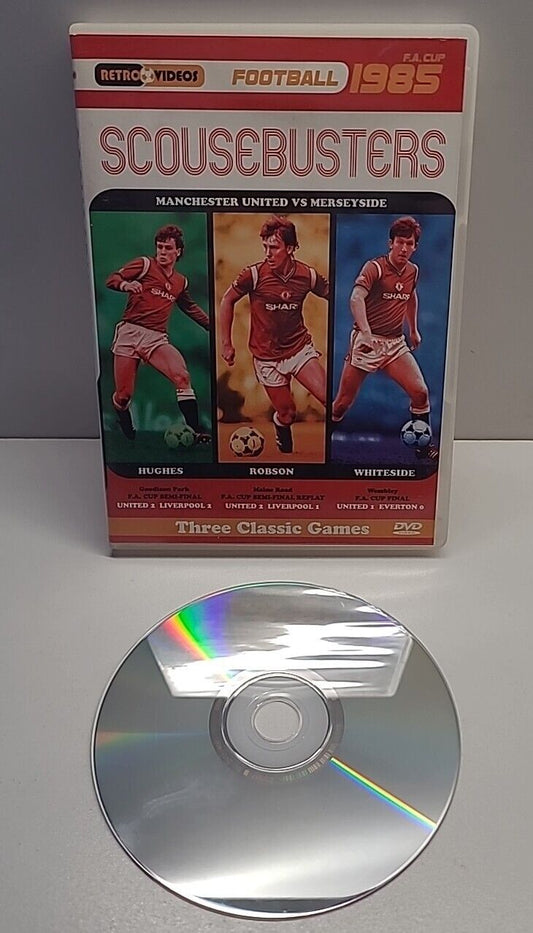 RETRO VIDEOS
FOOTBALL
F.A. CUP
1985
SCOUSEBUSTERS
MANCHESTER UNITED VS MERSEYSIDE
SHARP
SHARP
SHARP
HUGHES
ROBSON
WHITESIDE
Goodison Park
F.A. CUP SEMI-FINAL
UNITED 2 LIVERPOOL 2
Maine Road
F.A. CUP SEMI-FINAL REPLAY
UNITED 2 LIVERPOOL 1
Wembley
F.A. CUP FINAL
UNITED 1 EVERTON 0
Three Classic Games
DVD